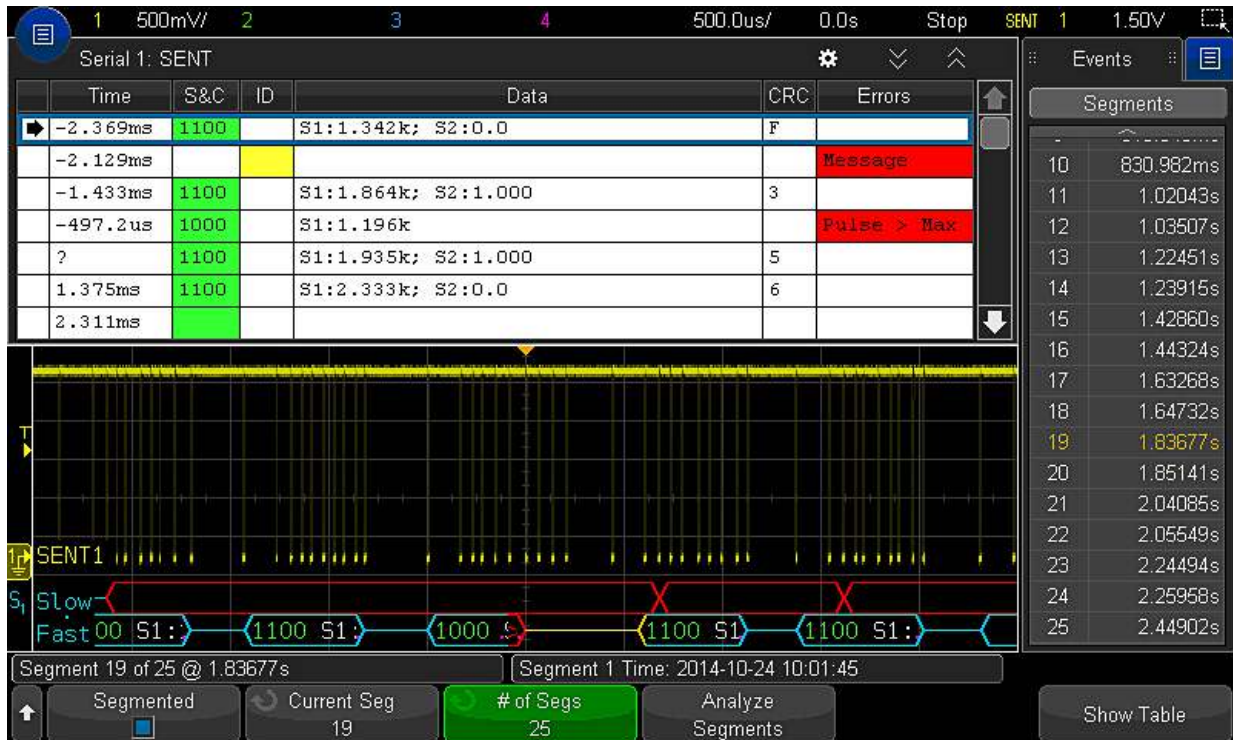 1 500mV/ 2 3 4 500.0us/ 0.0s Stop SENT 1 1.50V
Serial 1: SENT
Time S&C ID Data CRC Errors
-2.369ms 1100 S1:1.342k; S2:0.0 F
-2.129ms Message
-1.433ms 1100 S1:1.864k; S2:1.000 3
-497.2us 1000 S1:1.196k Pulse > Max
? 1100 S1:1.935k; S2:1.000 5
1.375ms 1100 S1:2.333k; S2:0.0 6
2.311ms
Events
Segments
10 830.982ms
11 1.02043s
12 1.03507s
13 1.22451s
14 1.23915s
15 1.42860s
16 1.44324s
17 1.63268s
18 1.64732s
19 1.83677s
20 1.85141s
21 2.04085s
22 2.05549s
23 2.24494s
24 2.25958s
25 2.44902s
T
1 SENT1
S1 Slow
Fast 00 S1: 1100 S1: 1000 1100 S1 1100 S1:
Segment 19 of 25 @ 1.83677s
Segment 1 Time: 2014-10-24 10:01:45
Segmented
Current Seg
19
# of Segs
25
Analyze
Segments
Show Table